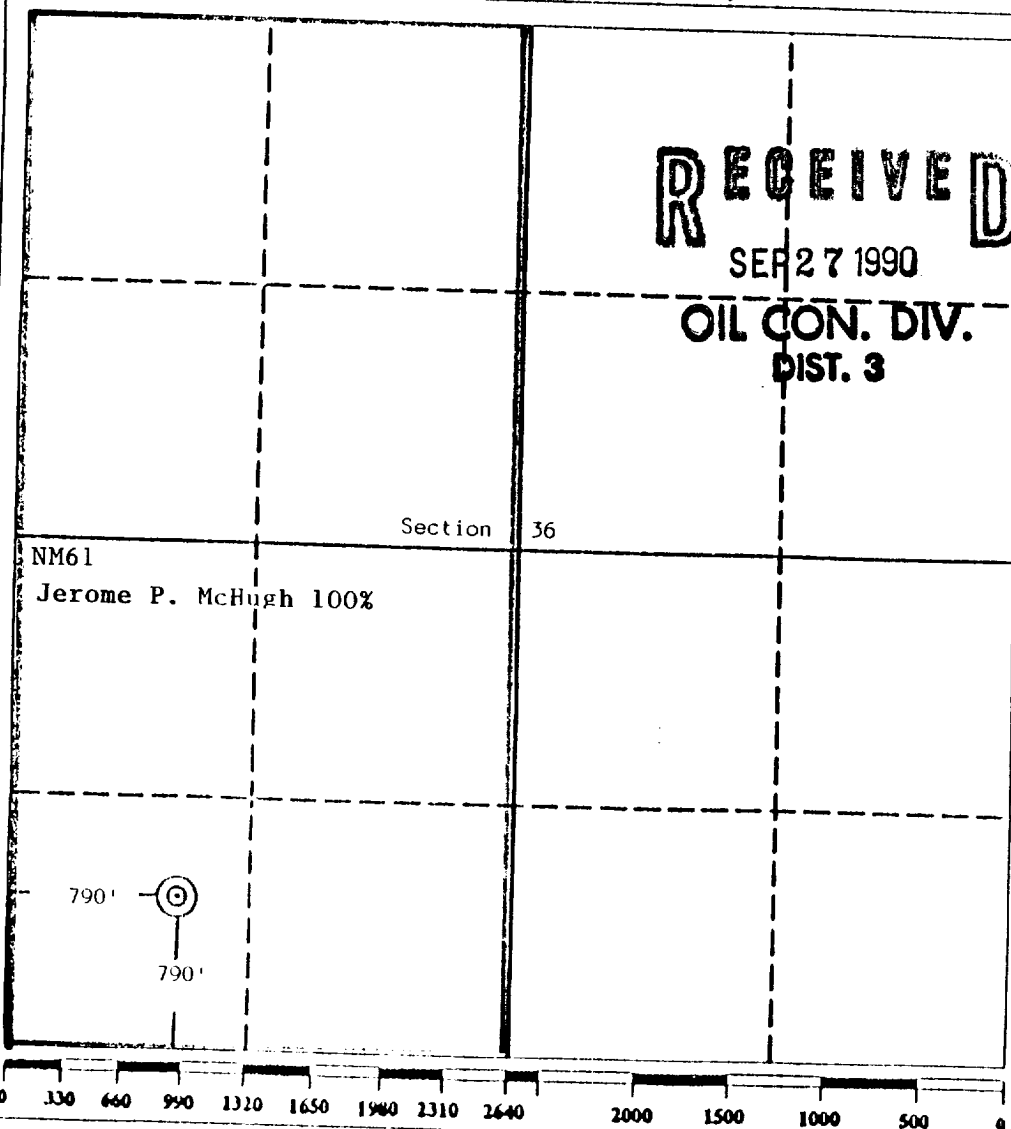 RECEIVED
SEP 27 1990
OIL CON. DIV.
DIST. 3
Section 36
NM61
Jerome P. McHugh 100%
790'
790'
0 330 660 990 1320 1650 1980 2310 2640 2000 1500 1000 500 0